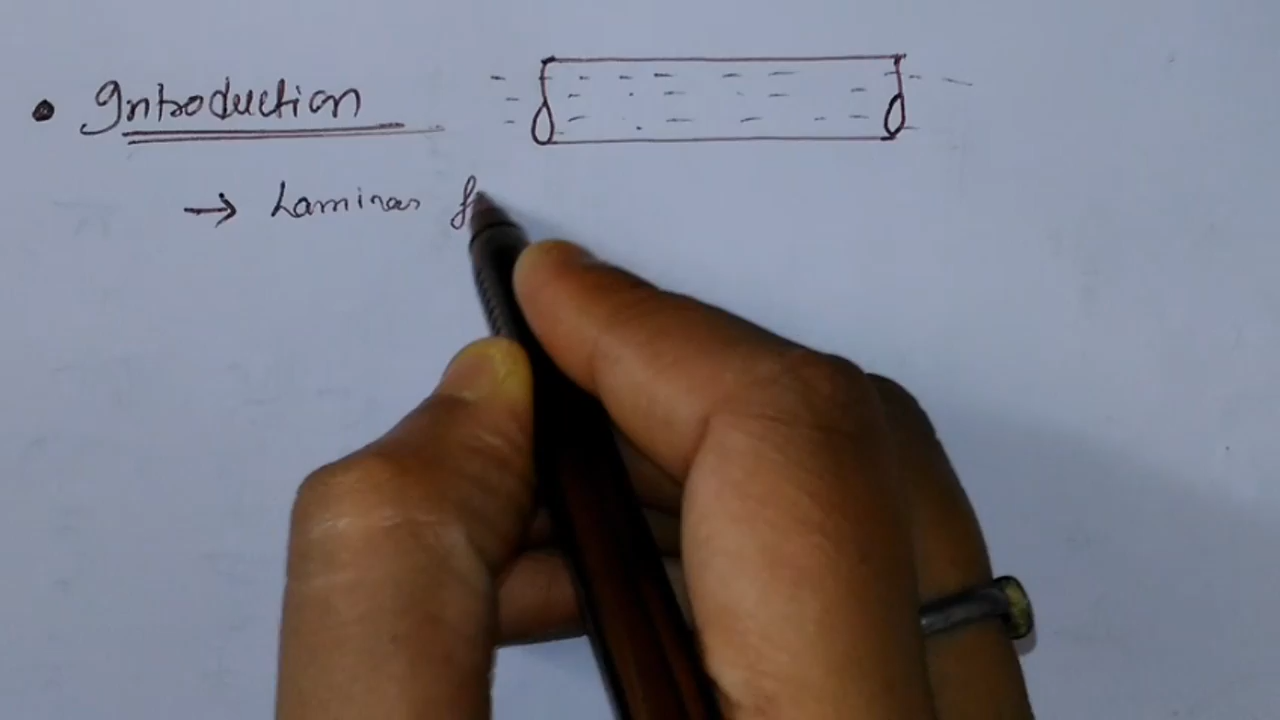 • Introduction
→ Laminar f